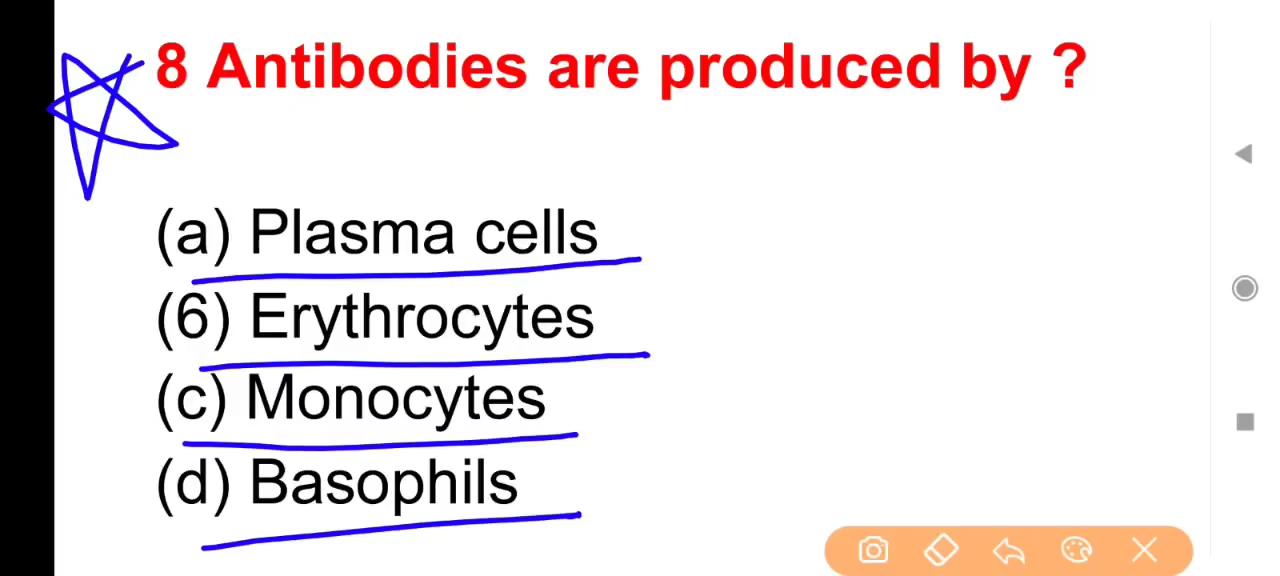 8 Antibodies are produced by ?
(a) Plasma cells
(6) Erythrocytes
(c) Monocytes
(d) Basophils